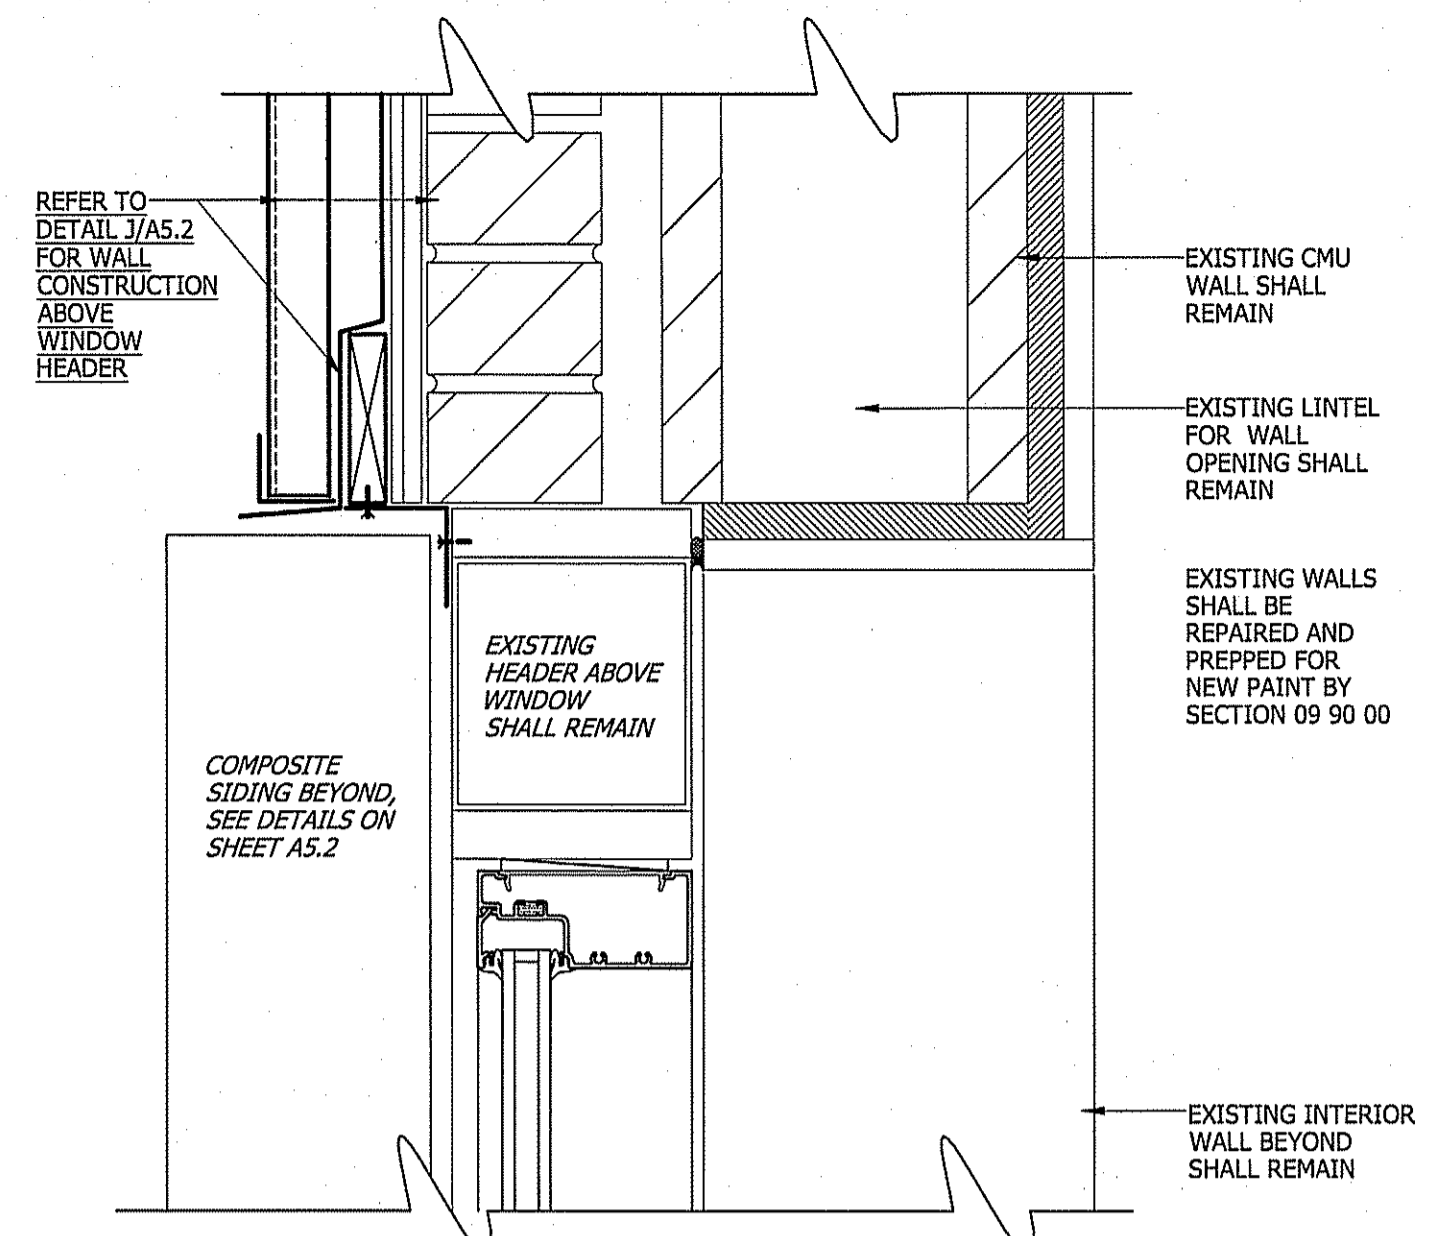 REFER TO
DETAIL J/A5.2
FOR WALL
CONSTRUCTION
ABOVE
WINDOW
HEADER
EXISTING CMU
WALL SHALL
REMAIN
EXISTING LINTEL
FOR WALL
OPENING SHALL
REMAIN
EXISTING WALLS
SHALL BE
REPAIRED AND
PREPPED FOR
NEW PAINT BY
SECTION 09 90 00
EXISTING
HEADER ABOVE
WINDOW
SHALL REMAIN
COMPOSITE
SIDING BEYOND,
SEE DETAILS ON
SHEET A5.2
EXISTING INTERIOR
WALL BEYOND
SHALL REMAIN